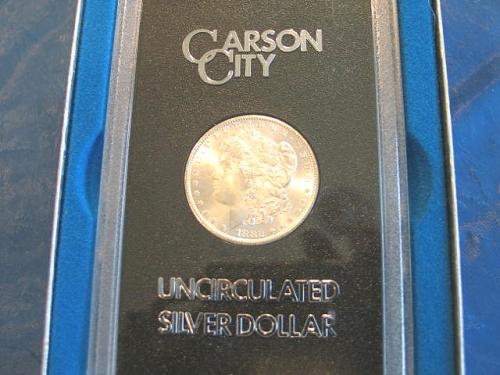 CARSON
CITY
UNCIRCULATED
SILVER DOLLAR